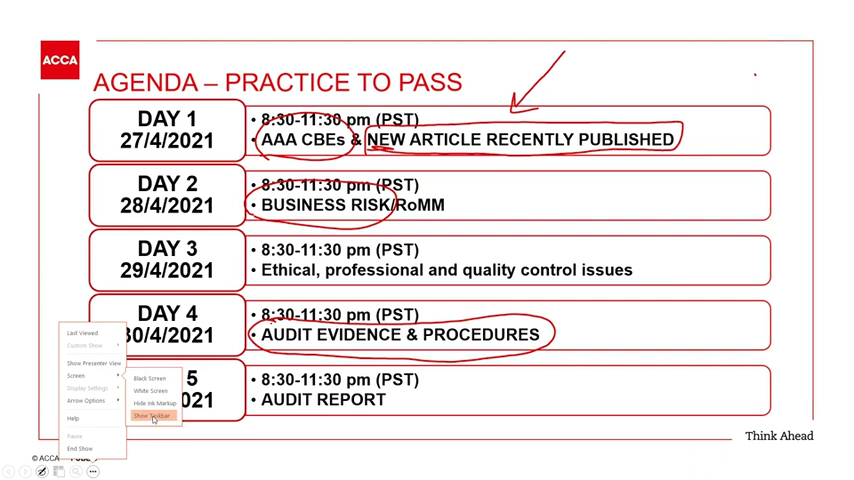 ACCA
AGENDA – PRACTICE TO PASS
DAY 1
27/4/2021
• 8:30-11:30 pm (PST)
• AAA CBEs & NEW ARTICLE RECENTLY PUBLISHED
DAY 2
28/4/2021
• 8:30-11:30 pm (PST)
• BUSINESS RISK/RoMM
DAY 3
29/4/2021
• 8:30-11:30 pm (PST)
• Ethical, professional and quality control issues
DAY 4
30/4/2021
• 8:30-11:30 pm (PST)
• AUDIT EVIDENCE & PROCEDURES
5
021
• 8:30-11:30 pm (PST)
• AUDIT REPORT
Last Viewed
Custom Show
Show Presenter View
Screen
Display Settings
Arrow Options
Help
Pause
End Show
Black Screen
White Screen
Hide Ink Markup
Show Taskbar
Think Ahead
© ACCA